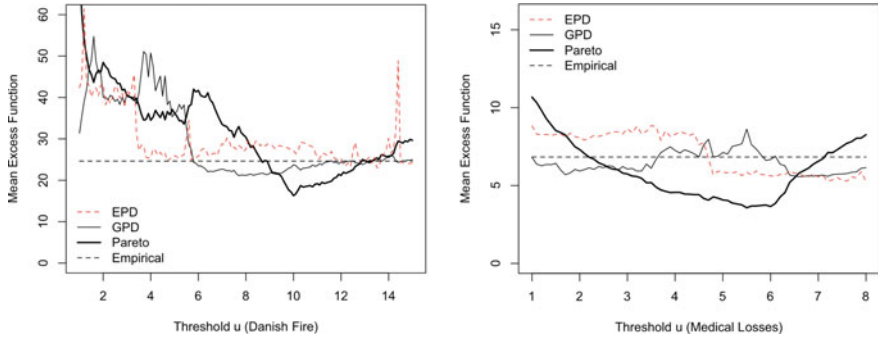 Mean Excess Function
60
50
40
30
20
10
0
EPD
GPD
Pareto
Empirical
2 4 6 8 10 12 14
Threshold u (Danish Fire)
Mean Excess Function
15
10
5
0
EPD
GPD
Pareto
Empirical
1 2 3 4 5 6 7 8
Threshold u (Medical Losses)